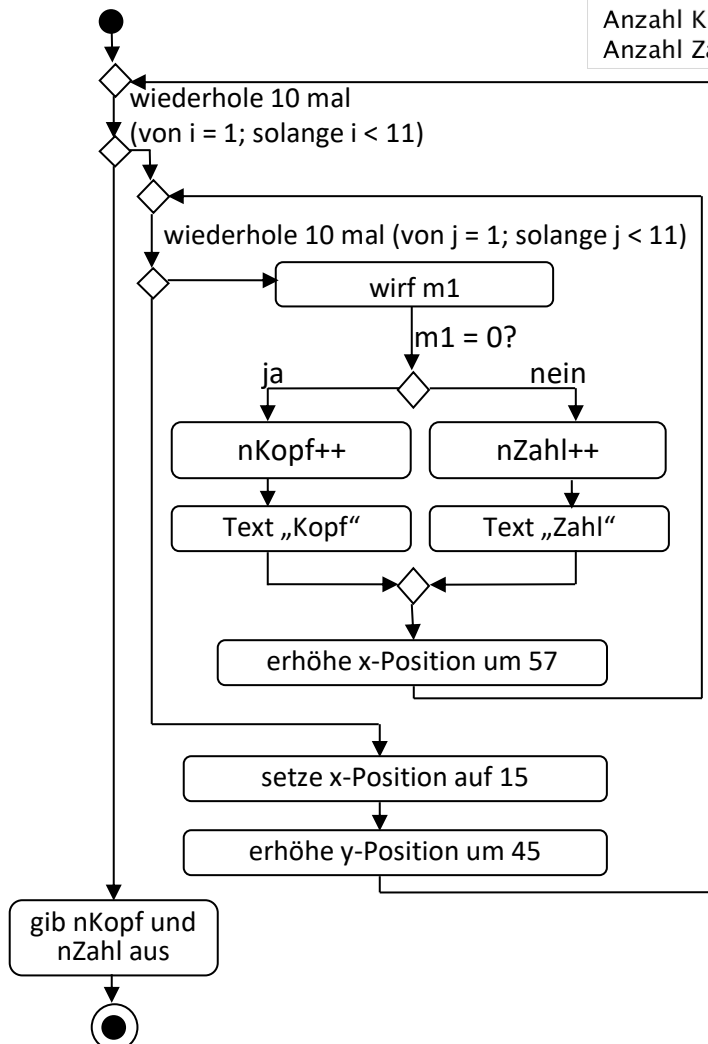 Anzahl K
Anzahl Za
wiederhole 10 mal
(von i = 1; solange i < 11)
wiederhole 10 mal (von j = 1; solange j < 11)
wirf m1
m1 = 0?
ja
nein
nKopf++
nZahl++
Text „Kopf“
Text „Zahl“
erhöhe x-Position um 57
setze x-Position auf 15
erhöhe y-Position um 45
gib nKopf und
nZahl aus